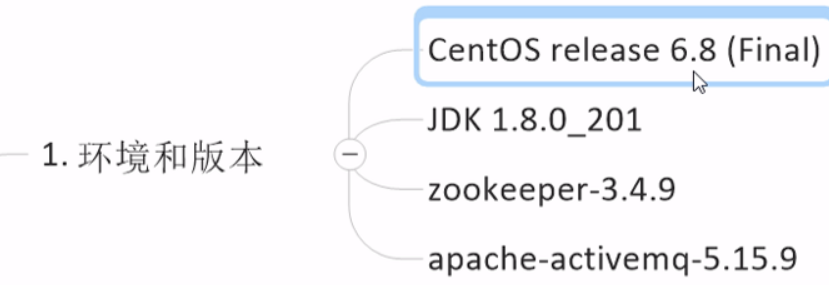 CentOS release 6.8 (Final)
JDK 1.8.0_201
1. 环境和版本
zookeeper-3.4.9
apache-activemq-5.15.9